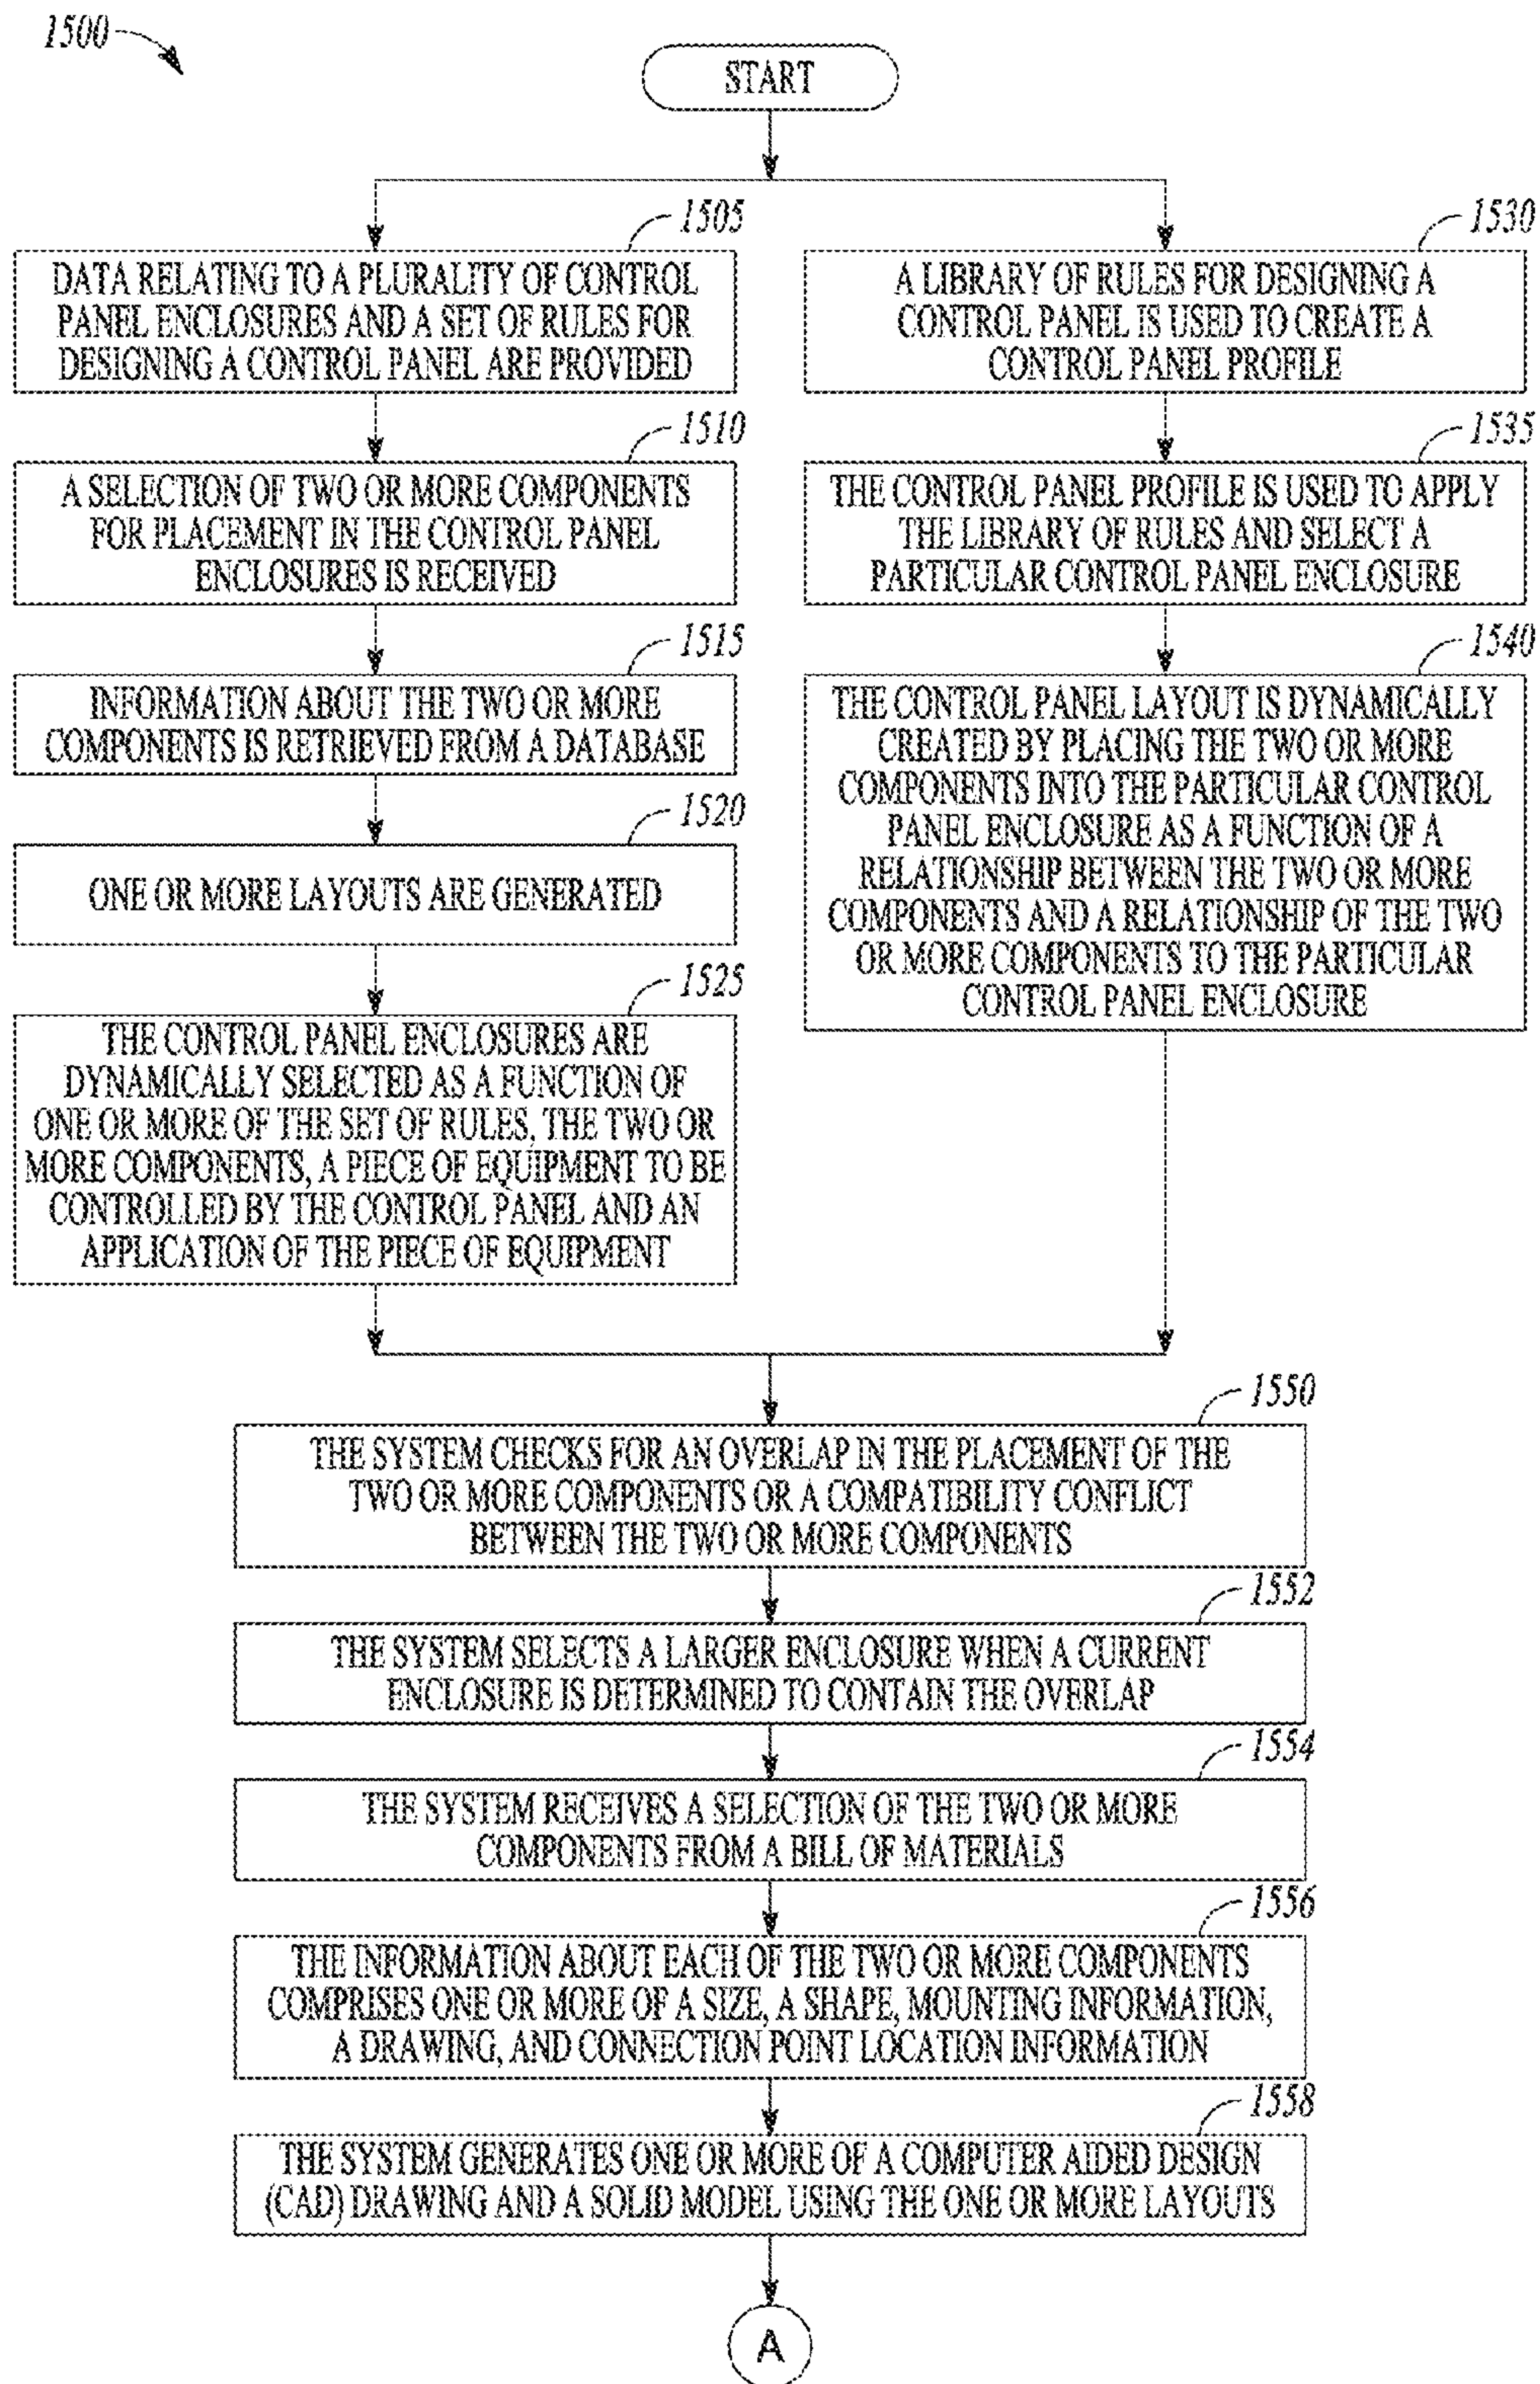 1500
START
1505
DATA RELATING TO A PLURALITY OF CONTROL
PANEL ENCLOSURES AND A SET OF RULES FOR
DESIGNING A CONTROL PANEL ARE PROVIDED
1510
A SELECTION OF TWO OR MORE COMPONENTS
FOR PLACEMENT IN THE CONTROL PANEL
ENCLOSURES IS RECEIVED
1515
INFORMATION ABOUT THE TWO OR MORE
COMPONENTS IS RETRIEVED FROM A DATABASE
1520
ONE OR MORE LAYOUTS ARE GENERATED
1525
THE CONTROL PANEL ENCLOSURES ARE
DYNAMICALLY SELECTED AS A FUNCTION OF
ONE OR MORE OF THE SET OF RULES, THE TWO OR
MORE COMPONENTS, A PIECE OF EQUIPMENT TO BE
CONTROLLED BY THE CONTROL PANEL AND AN
APPLICATION OF THE PIECE OF EQUIPMENT
1530
A LIBRARY OF RULES FOR DESIGNING A
CONTROL PANEL IS USED TO CREATE A
CONTROL PANEL PROFILE
1535
THE CONTROL PANEL PROFILE IS USED TO APPLY
THE LIBRARY OF RULES AND SELECT A
PARTICULAR CONTROL PANEL ENCLOSURE
1540
THE CONTROL PANEL LAYOUT IS DYNAMICALLY
CREATED BY PLACING THE TWO OR MORE
COMPONENTS INTO THE PARTICULAR CONTROL
PANEL ENCLOSURE AS A FUNCTION OF A
RELATIONSHIP BETWEEN THE TWO OR MORE
COMPONENTS AND A RELATIONSHIP OF THE TWO
OR MORE COMPONENTS TO THE PARTICULAR
CONTROL PANEL ENCLOSURE
1550
THE SYSTEM CHECKS FOR AN OVERLAP IN THE PLACEMENT OF THE
TWO OR MORE COMPONENTS OR A COMPATIBILITY CONFLICT
BETWEEN THE TWO OR MORE COMPONENTS
1552
THE SYSTEM SELECTS A LARGER ENCLOSURE WHEN A CURRENT
ENCLOSURE IS DETERMINED TO CONTAIN THE OVERLAP
1554
THE SYSTEM RECEIVES A SELECTION OF THE TWO OR MORE
COMPONENTS FROM A BILL OF MATERIALS
1556
THE INFORMATION ABOUT EACH OF THE TWO OR MORE COMPONENTS
COMPRISES ONE OR MORE OF A SIZE, A SHAPE, MOUNTING INFORMATION,
A DRAWING, AND CONNECTION POINT LOCATION INFORMATION
1558
THE SYSTEM GENERATES ONE OR MORE OF A COMPUTER AIDED DESIGN
(CAD) DRAWING AND A SOLID MODEL USING THE ONE OR MORE LAYOUTS
A